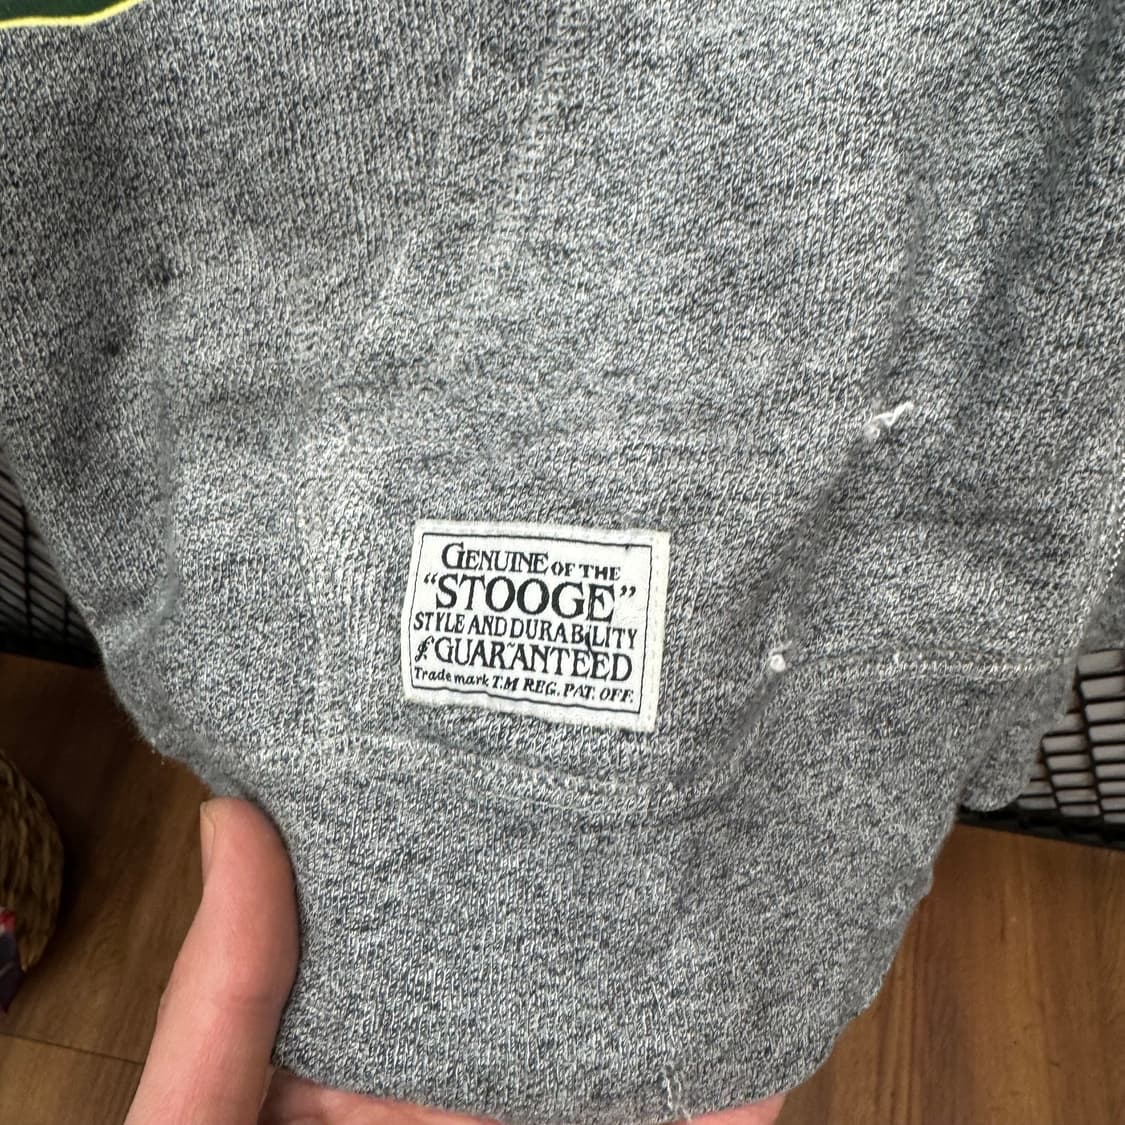 GENUINE OF THE
“STOOGE”
STYLE AND DURABILITY
£ GUARANTEED
Trade mark T.M REG. PAT. OFF.